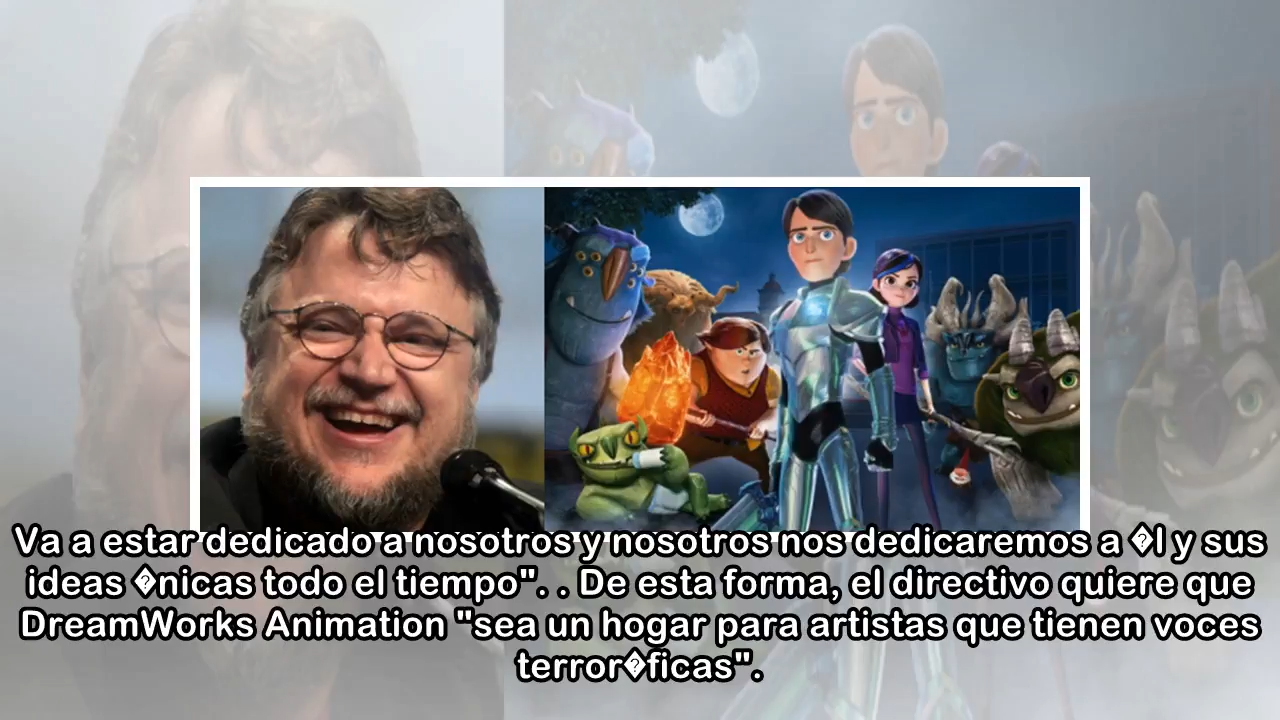 Va a estar dedicado a nosotros y nosotros nos dedicaremos a �l y sus
ideas �nicas todo el tiempo". . De esta forma, el directivo quiere que
DreamWorks Animation "sea un hogar para artistas que tienen voces
terror�ficas".